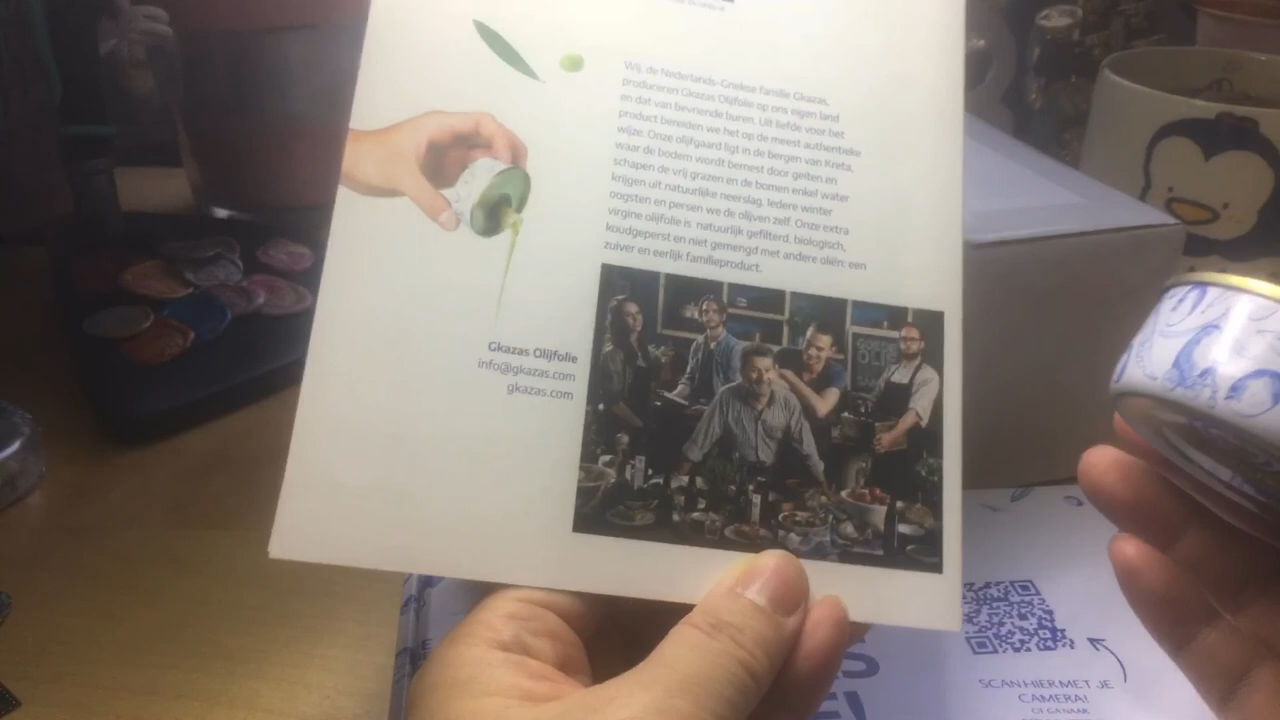 Wij, de Nederlands-Griekse familie Gkazas,
produceren Gkazas Olijfolie op ons eigen land
en dat van bevriende buren. Uit liefde voor het
product bereiden we het op de meest authentieke
wijze. Onze olijfgaard ligt in de bergen van Kreta,
waar de bodem wordt bemest door geiten en
schapen die vrij grazen en de bomen enkel water
krijgen uit natuurlijke neerslag. Iedere winter
oogsten en persen we de olijven zelf. Onze extra
virgine olijfolie is natuurlijk gefilterd, biologisch,
koudgeperst en niet gemengd met andere oliën: een
zuiver en eerlijk familieproduct.
Gkazas Olijfolie
info@gkazas.com
gkazas.com
SCAN HIER MET JE
CAMERA!
OF GA NAAR